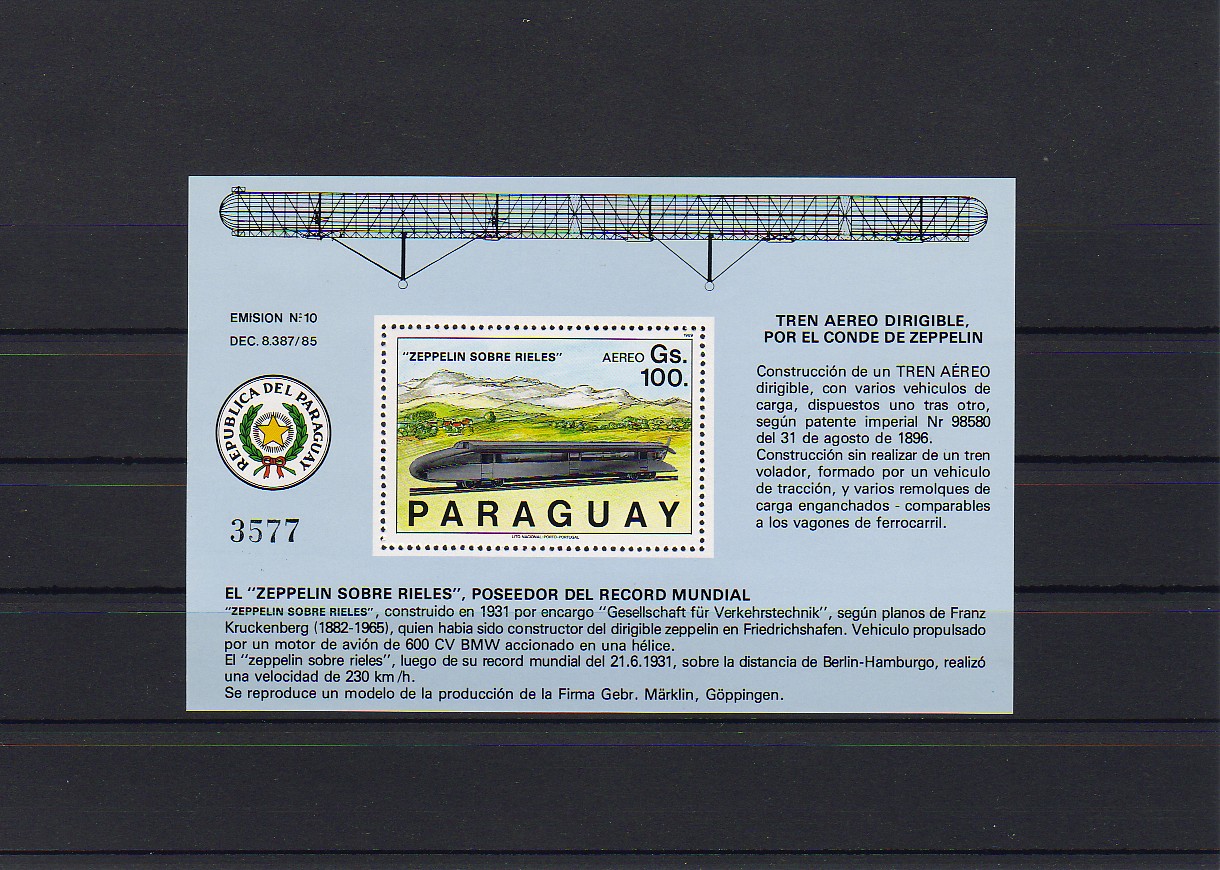 EMISION Nº 10
DEC. 8.387/85
REPUBLICA DEL PARAGUAY
3577
"ZEPPELIN SOBRE RIELES"
AEREO Gs.
100.
PARAGUAY
LITO NACIONAL-PORTO-PORTUGAL
TREN AEREO DIRIGIBLE,
POR EL CONDE DE ZEPPELIN
Construcción de un TREN AÉREO
dirigible, con varios vehiculos de
carga, dispuestos uno tras otro,
según patente imperial Nr 98580
del 31 de agosto de 1896.
Construcción sin realizar de un tren
volador, formado por un vehiculo
de tracción, y varios remolques de
carga enganchados - comparables
a los vagones de ferrocarril.
EL "ZEPPELIN SOBRE RIELES", POSEEDOR DEL RECORD MUNDIAL
"ZEPPELIN SOBRE RIELES", construido en 1931 por encargo "Gesellschaft für Verkehrstechnik", según planos de Franz
Kruckenberg (1882-1965), quien habia sido constructor del dirigible zeppelin en Friedrichshafen. Vehiculo propulsado
por un motor de avión de 600 CV BMW accionado en una hélice.
El "zeppelin sobre rieles", luego de su record mundial del 21.6.1931, sobre la distancia de Berlin-Hamburgo, realizó
una velocidad de 230 km/h.
Se reproduce un modelo de la producción de la Firma Gebr. Märklin, Göppingen.